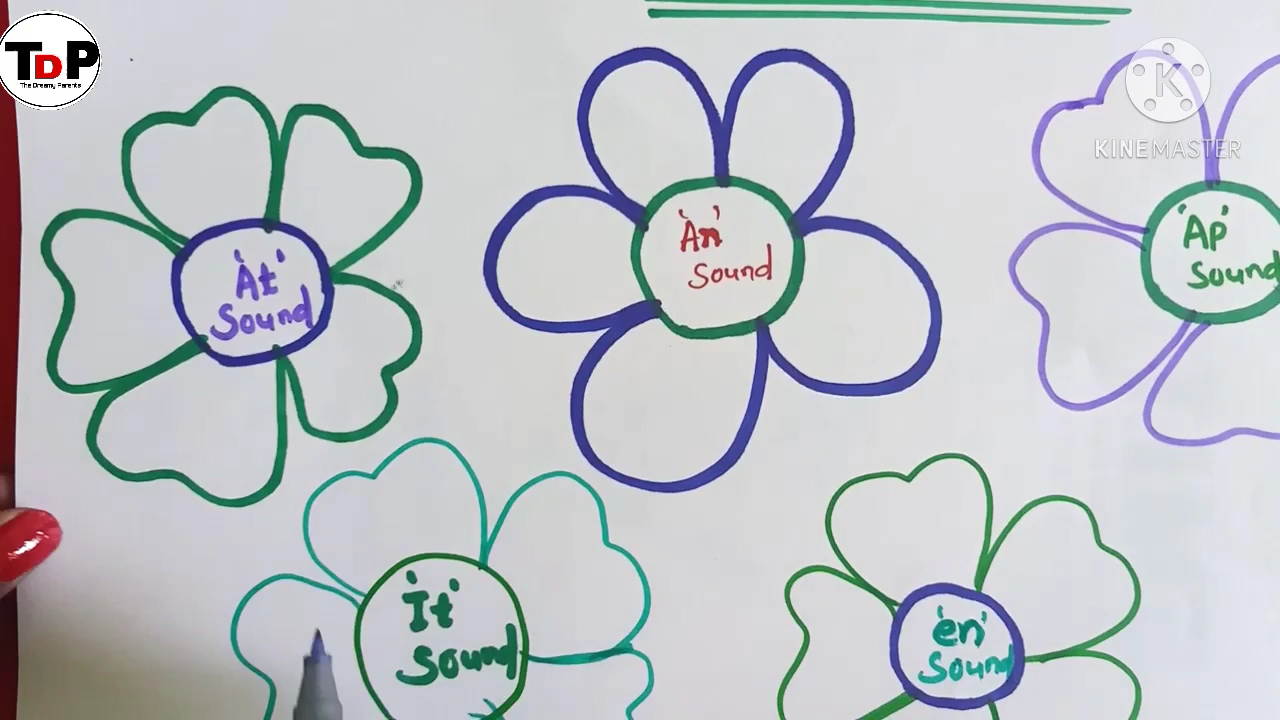 TDP
The Dreamy Parents
K
KINEMASTER
'At'
Sound
'An'
Sound
'Ap'
Sound
'It'
Sound
'en'
Sound